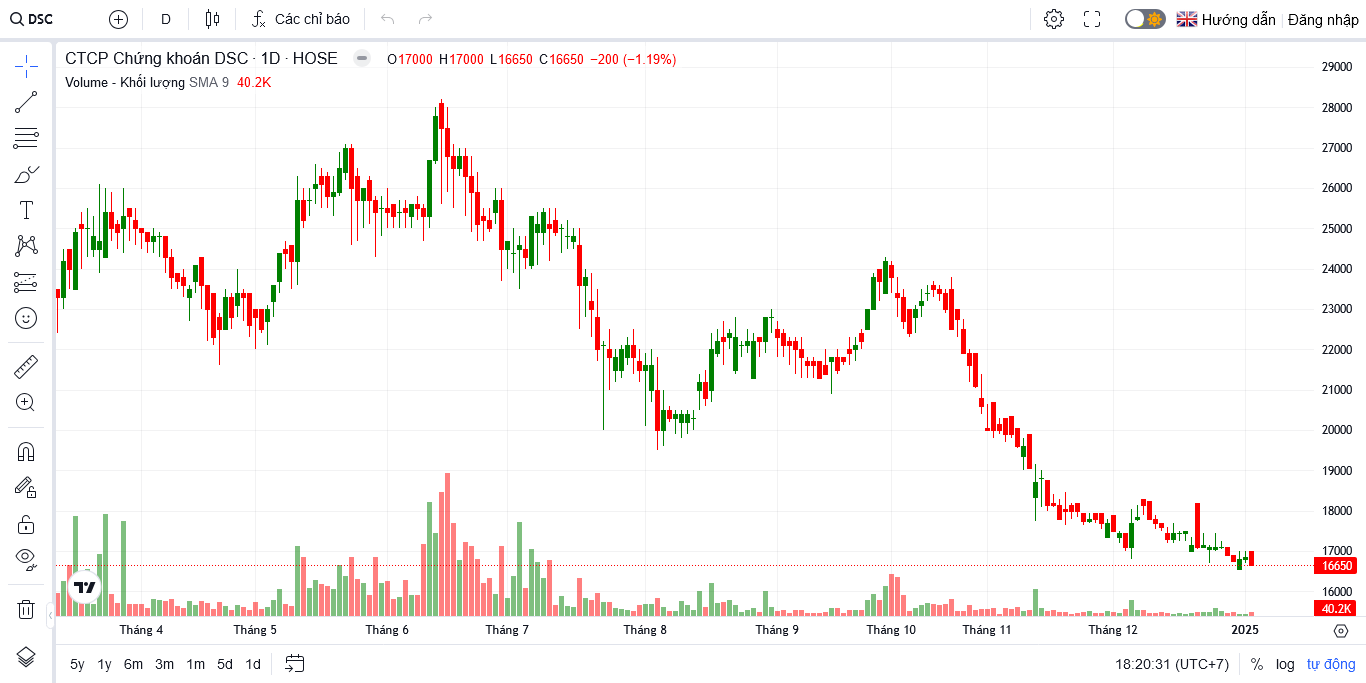 DSC D Các chỉ báo Hướng dẫn Đăng nhập
CTCP Chứng khoán DSC · 1D · HOSE O17000 H17000 L16650 C16650 −200 (−1.19%)
Volume - Khối lượng SMA 9 40.2K
29000
28000
27000
26000
25000
24000
23000
22000
21000
20000
19000
18000
17000
16650
16000
40.2K
Tháng 4 Tháng 5 Tháng 6 Tháng 7 Tháng 8 Tháng 9 Tháng 10 Tháng 11 Tháng 12 2025
5y 1y 6m 3m 1m 5d 1d 18:20:31 (UTC+7) % log tự động